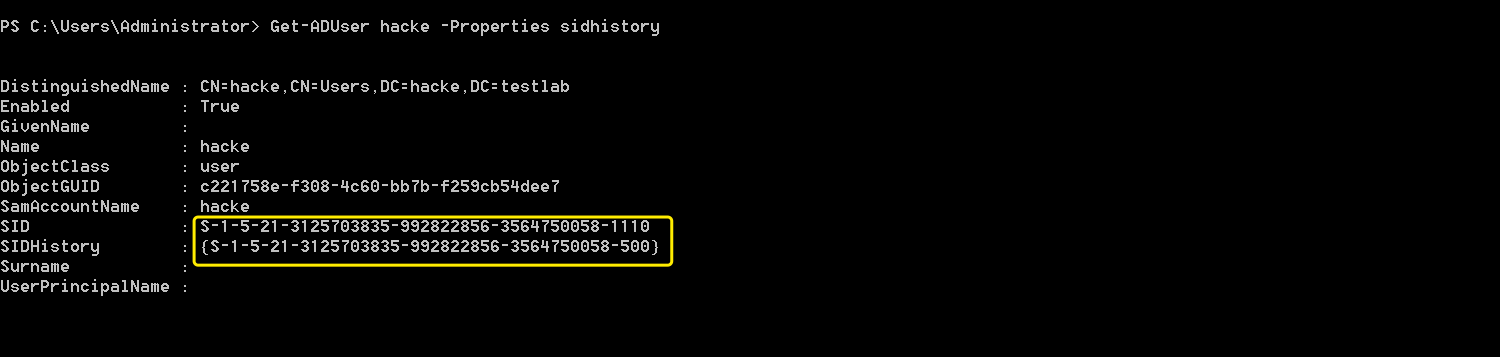 PS C:\Users\Administrator> Get-ADUser hacke -Properties sidhistory
DistinguishedName : CN=hacke,CN=Users,DC=hacke,DC=testlab
Enabled           : True
GivenName         :
Name              : hacke
ObjectClass       : user
ObjectGUID        : c221758e-f308-4c60-bb7b-f259cb54dee7
SamAccountName    : hacke
SID               : S-1-5-21-3125703835-992822856-3564750058-1110
SIDHistory        : {S-1-5-21-3125703835-992822856-3564750058-500}
Surname           :
UserPrincipalName :